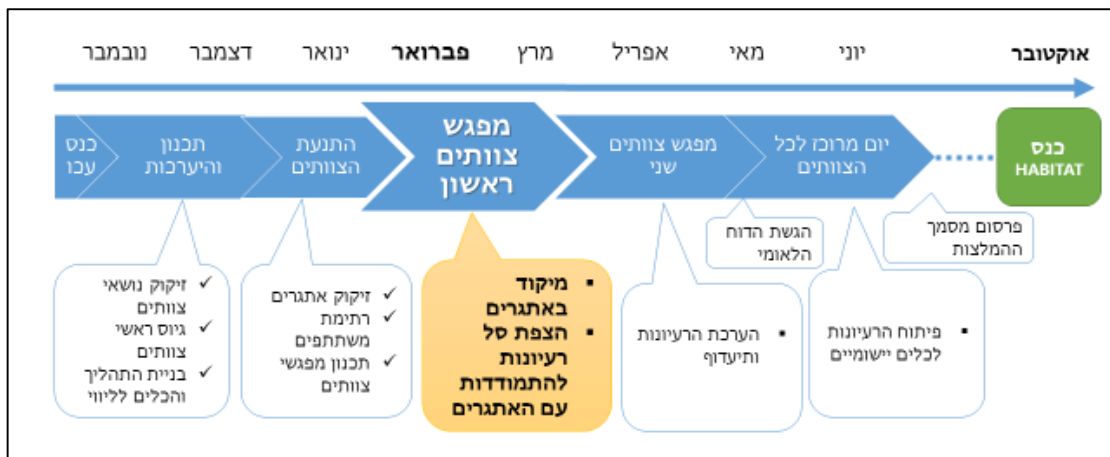 נובמבר
דצמבר
ינואר
פברואר
מרץ
אפריל
מאי
יוני
אוקטובר
כנס
עכו
תכנון
והיערכות
התנעת
הצוותים
מפגש
צוותים
ראשון
מפגש צוותים
שני
יום מרוכז לכל
הצוותים
כנס
HABITAT
✓ זיקוק נושאי
צוותים
✓ גיוס ראשי
צוותים
✓ בניית התהליך
והכלים לליווי
✓ זיקוק אתגרים
✓ רתימת
משתתפים
✓ תכנון מפגשי
צוותים
▪ מיקוד
באתגרים
▪ הצפת סל
רעיונות
להתמודדות
עם האתגרים
▪ הערכת הרעיונות
ותיעדוף
הגשת הדוח
הלאומי
▪ פיתוח הרעיונות
לכלים יישומיים
פרסום מסמך
ההמלצות